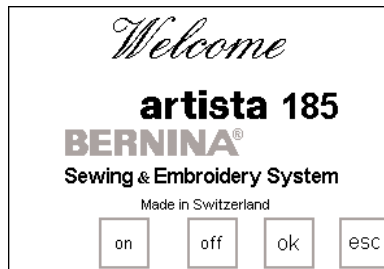 Welcome
artista 185
BERNINA®
Sewing & Embroidery System
Made in Switzerland
on off ok esc